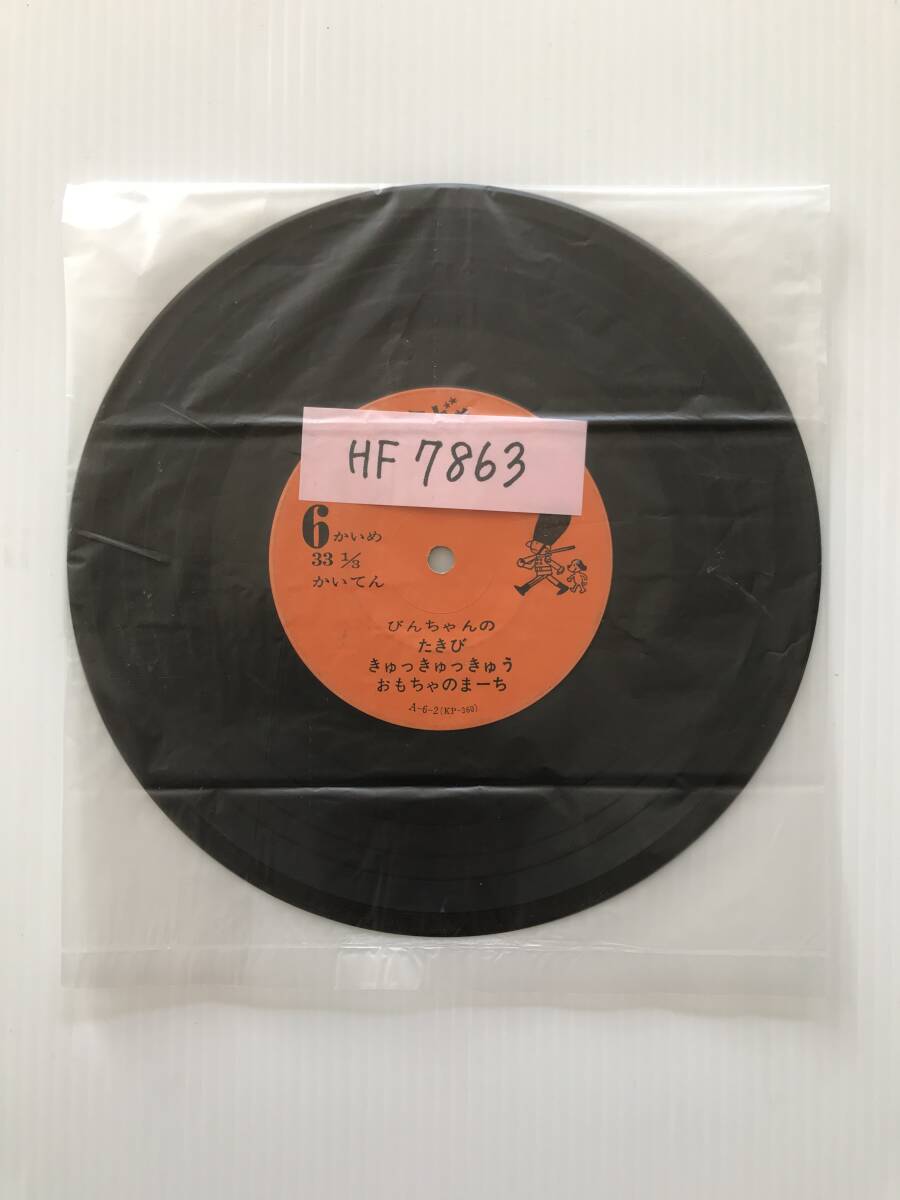 HF 7863
6 かいめ
33 1/3
かいてん
びんちゃんの
たきび
きゅっきゅっきゅう
おもちゃのまーち
A-6-2(KP-360)